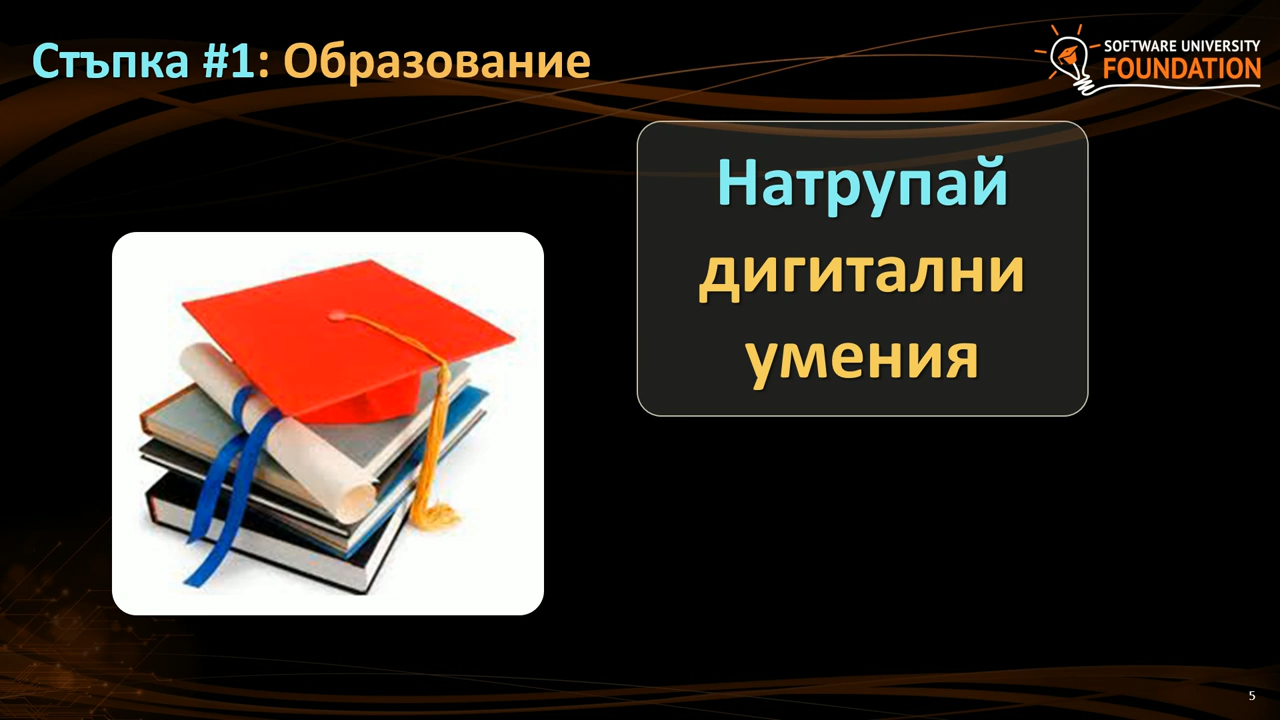 Стъпка #1: Образование
SOFTWARE UNIVERSITY
FOUNDATION
Натрупай
дигитални
умения
5